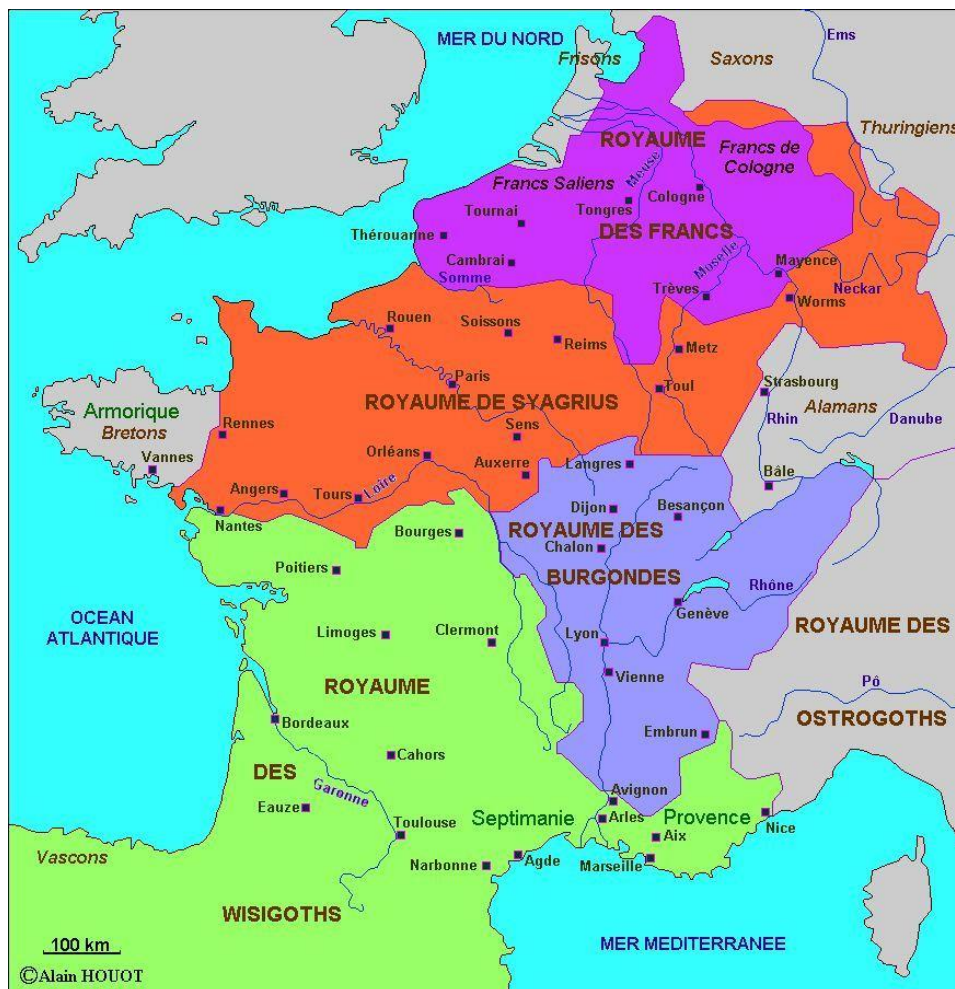 MER DU NORD
Ems
Frisons
Saxons
Thuringiens
ROYAUME
Francs de
Cologne
Meuse
Francs Saliens
Cologne
Tongres
Tournai
Thérouanne
DES FRANCS
Moselle
Cambrai
Mayence
Somme
Neckar
Trèves
Worms
Rouen
Soissons
Reims
Metz
Paris
Toul
Strasbourg
ROYAUME DE SYAGRIUS
Alamans
Armorique
Bretons
Rhin
Danube
Rennes
Sens
Vannes
Orléans
Auxerre
Langres
Bâle
Angers
Tours
Loire
Nantes
Dijon
Besançon
Bourges
ROYAUME DES
Chalon
Poitiers
BURGONDES
Rhône
Genève
OCEAN
ATLANTIQUE
Limoges
Clermont
Lyon
ROYAUME DES
Vienne
ROYAUME
Pô
OSTROGOTHS
Bordeaux
Embrun
Cahors
DES
Garonne
Avignon
Eauze
Septimanie
Arles
Provence
Nice
Toulouse
Aix
Vascons
Narbonne
Agde
Marseille
WISIGOTHS
100 km
MER MEDITERRANEE
©Alain HOUOT